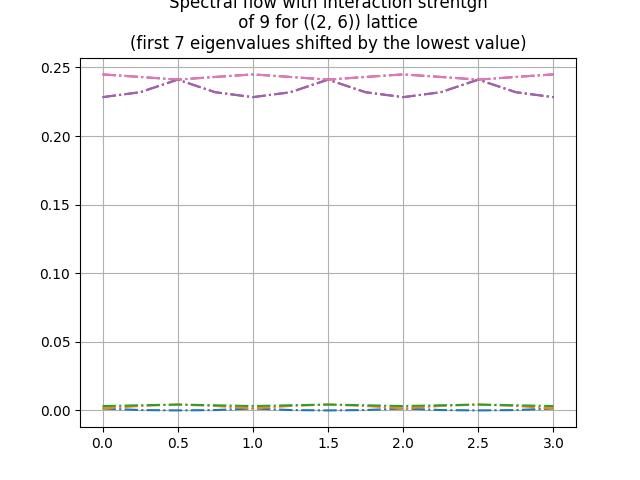 Spectral flow with interaction strentgh
of 9 for ((2, 6)) lattice
(first 7 eigenvalues shifted by the lowest value)
0.25
0.20
0.15
0.10
0.05
0.00
0.0 0.5 1.0 1.5 2.0 2.5 3.0